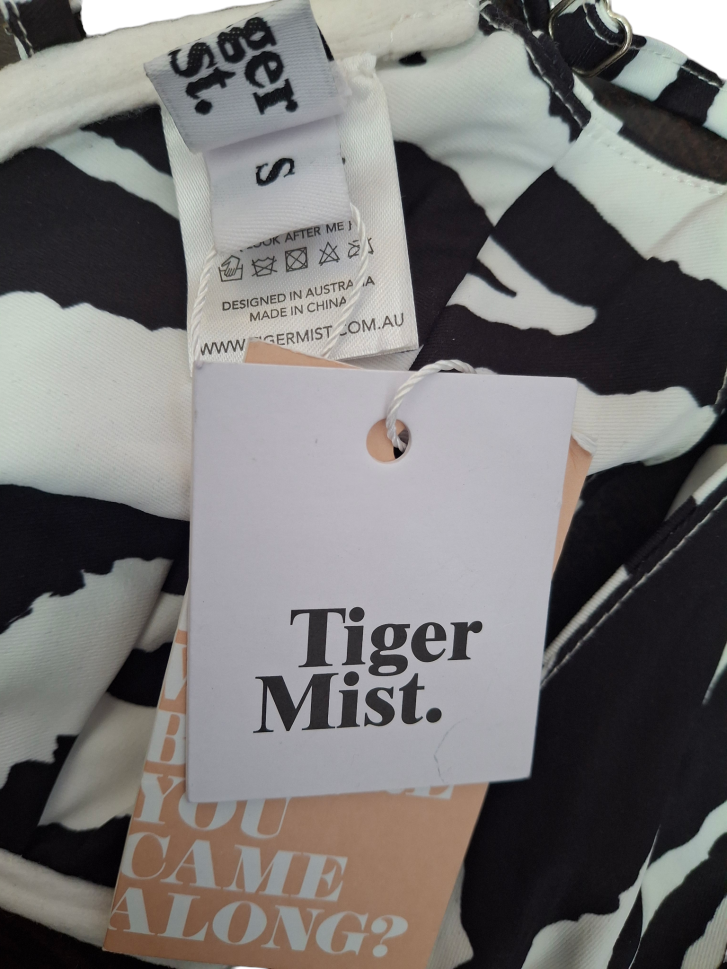 ger
st.
S
LOOK AFTER ME
DESIGNED IN AUSTRALIA
MADE IN CHINA
WWW.TIGERMIST.COM.AU
Tiger
Mist.
YOU
CAME
ALONG?